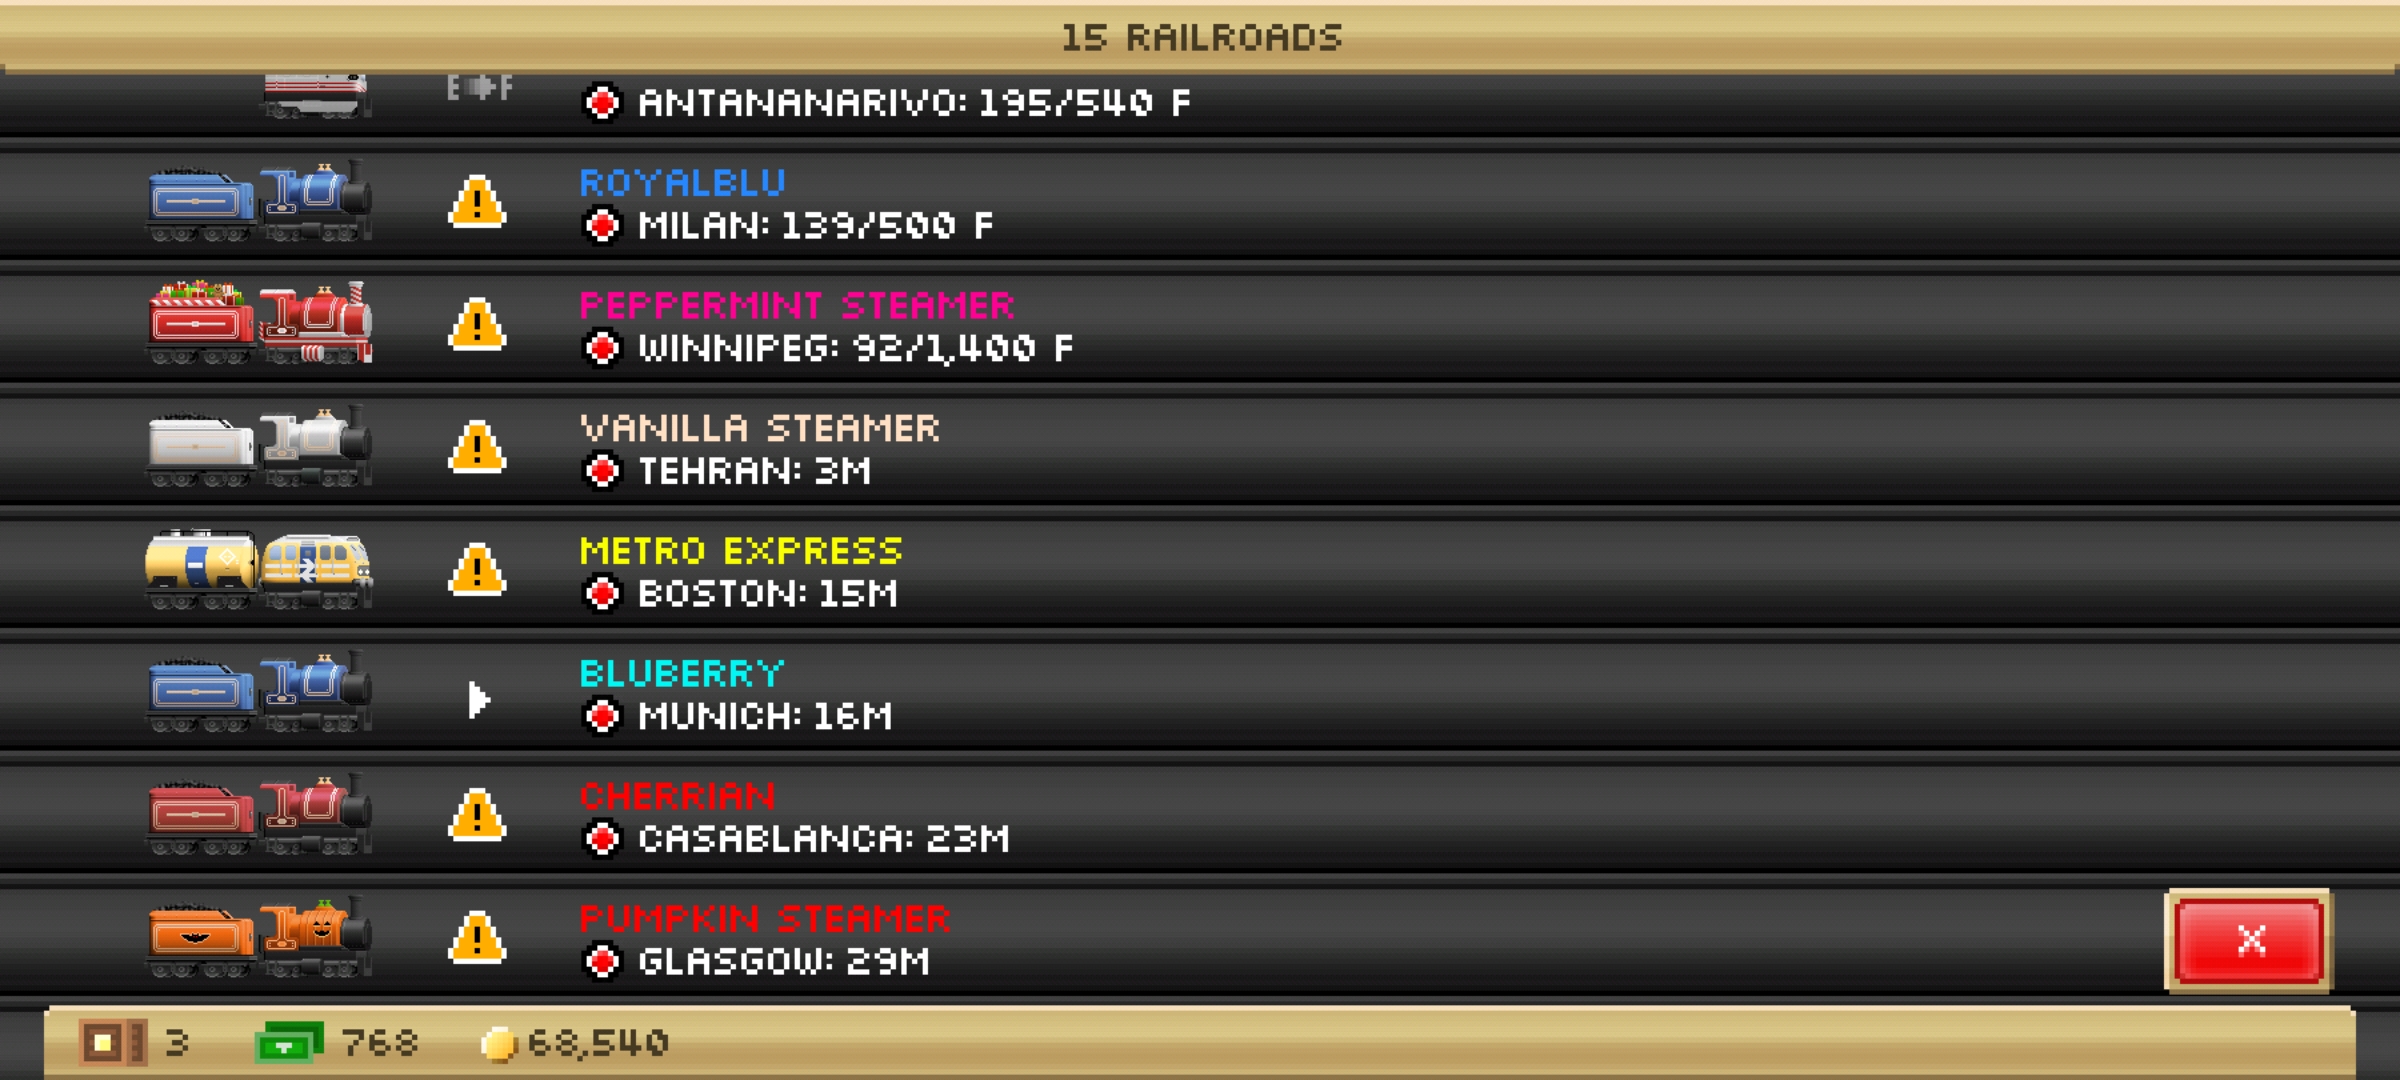 15 RAILROADS
E F
ANTANANARIVO: 195/540 F
ROYALBLU
MILAN: 139/500 F
PEPPERMINT STEAMER
WINNIPEG: 92/1,400 F
VANILLA STEAMER
TEHRAN: 3M
METRO EXPRESS
BOSTON: 15M
BLUBERRY
MUNICH: 16M
CHERRIAN
CASABLANCA: 23M
PUMPKIN STEAMER
GLASGOW: 29M
X
3 768 68,540